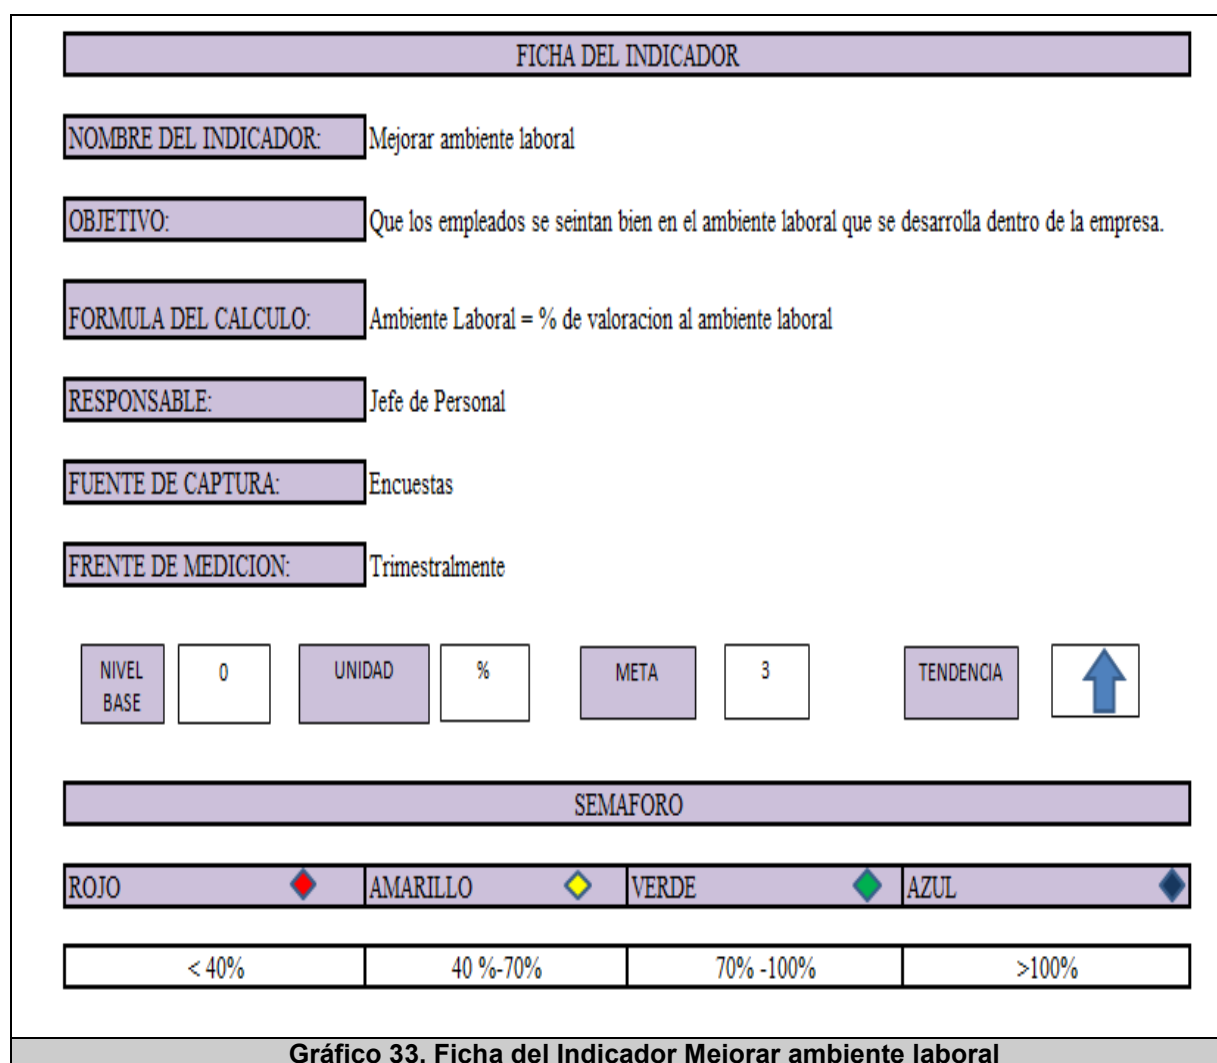 FICHA DEL INDICADOR
NOMBRE DEL INDICADOR: Mejorar ambiente laboral
OBJETIVO: Que los empleados se seintan bien en el ambiente laboral que se desarrolla dentro de la empresa.
FORMULA DEL CALCULO: Ambiente Laboral = % de valoracion al ambiente laboral
RESPONSABLE: Jefe de Personal
FUENTE DE CAPTURA: Encuestas
FRENTE DE MEDICION: Trimestralmente
NIVEL BASE 0 UNIDAD % META 3 TENDENCIA
SEMAFORO
ROJO AMARILLO VERDE AZUL
< 40% 40 %-70% 70% -100% >100%
Gráfico 33. Ficha del Indicador Mejorar ambiente laboral